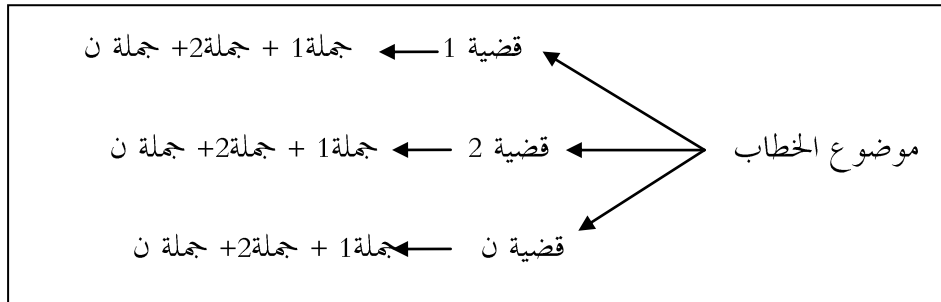 قضية 1 جملة1 + جملة2+ جملة ن
موضوع الخطاب قضية 2 جملة1 + جملة2+ جملة ن
قضية ن جملة1 + جملة2+ جملة ن